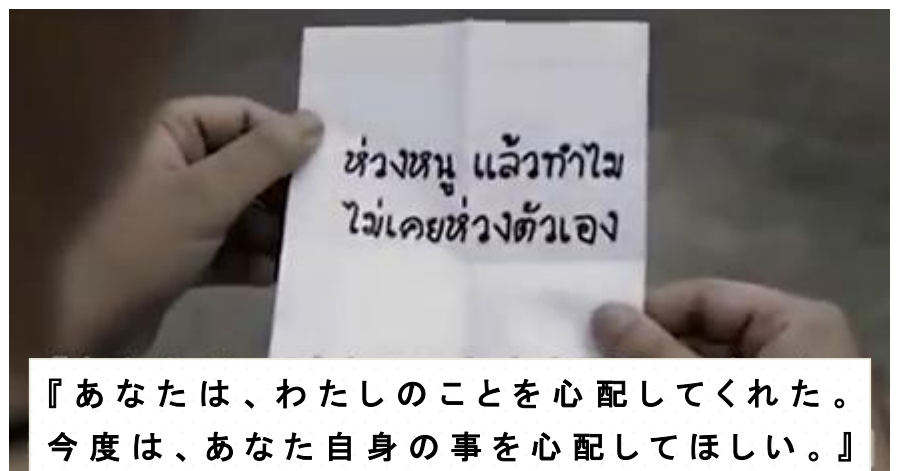 ห่วงหนู แล้วทำไม
ไม่เคยห่วงตัวเอง
『あなたは、わたしのことを心配してくれた。
今度は、あなた自身の事を心配してほしい。』